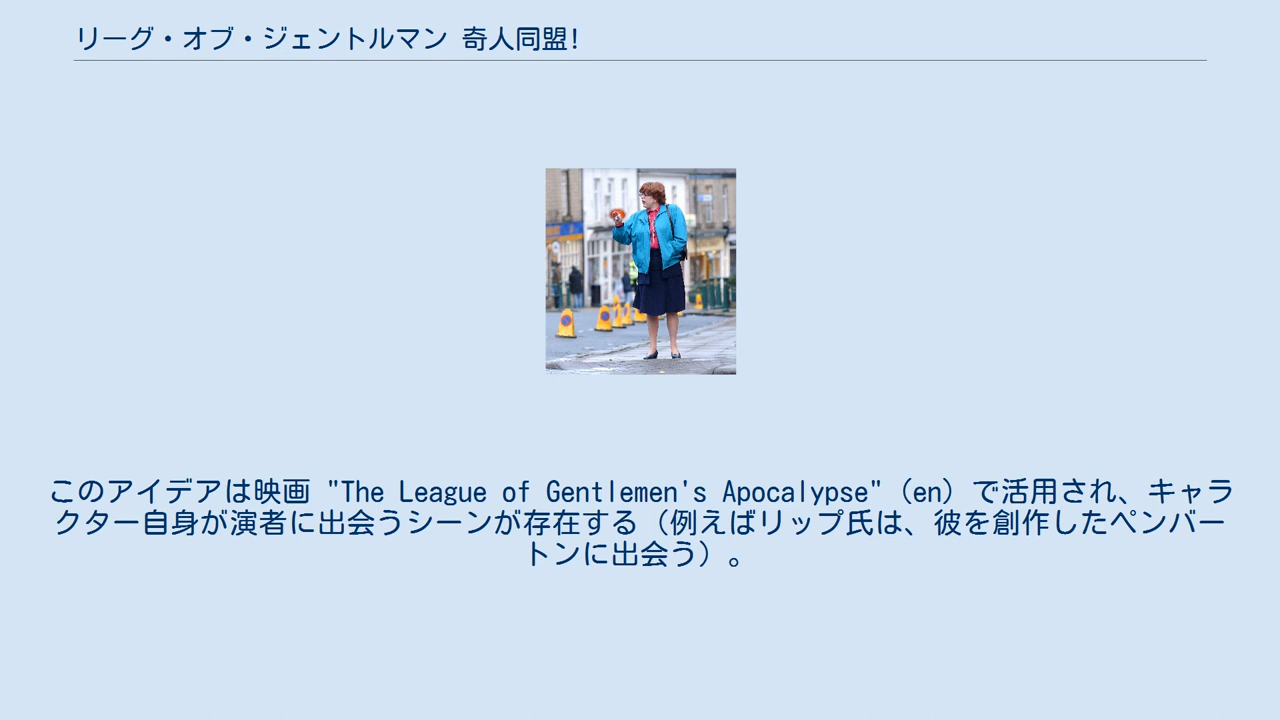 リーグ・オブ・ジェントルマン 奇人同盟!
このアイデアは映画 "The League of Gentlemen's Apocalypse"（en）で活用され、キャラ
クター自身が演者に出会うシーンが存在する（例えばリップ氏は、彼を創作したペンバー
トンに出会う）。